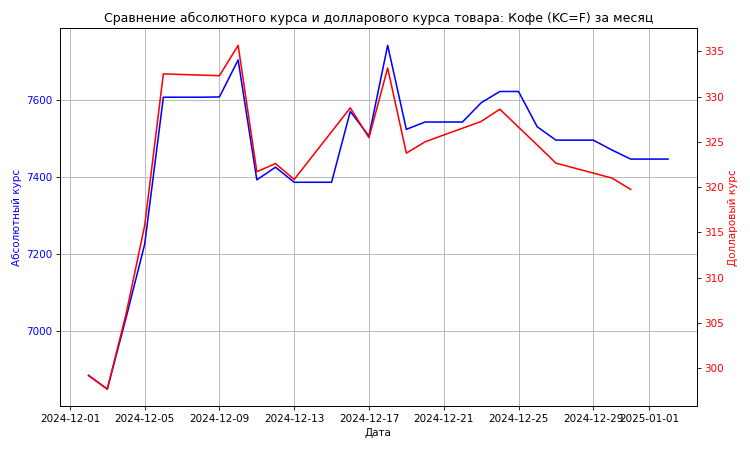 Сравнение абсолютного курса и долларового курса товара: Кофе (KC=F) за месяц
Абсолютный курс
7600
7400
7200
7000
335
330
325
320
315
310
305
300
Долларовый курс
2024-12-01 2024-12-05 2024-12-09 2024-12-13 2024-12-17 2024-12-21 2024-12-25 2024-12-29 2025-01-01
Дата